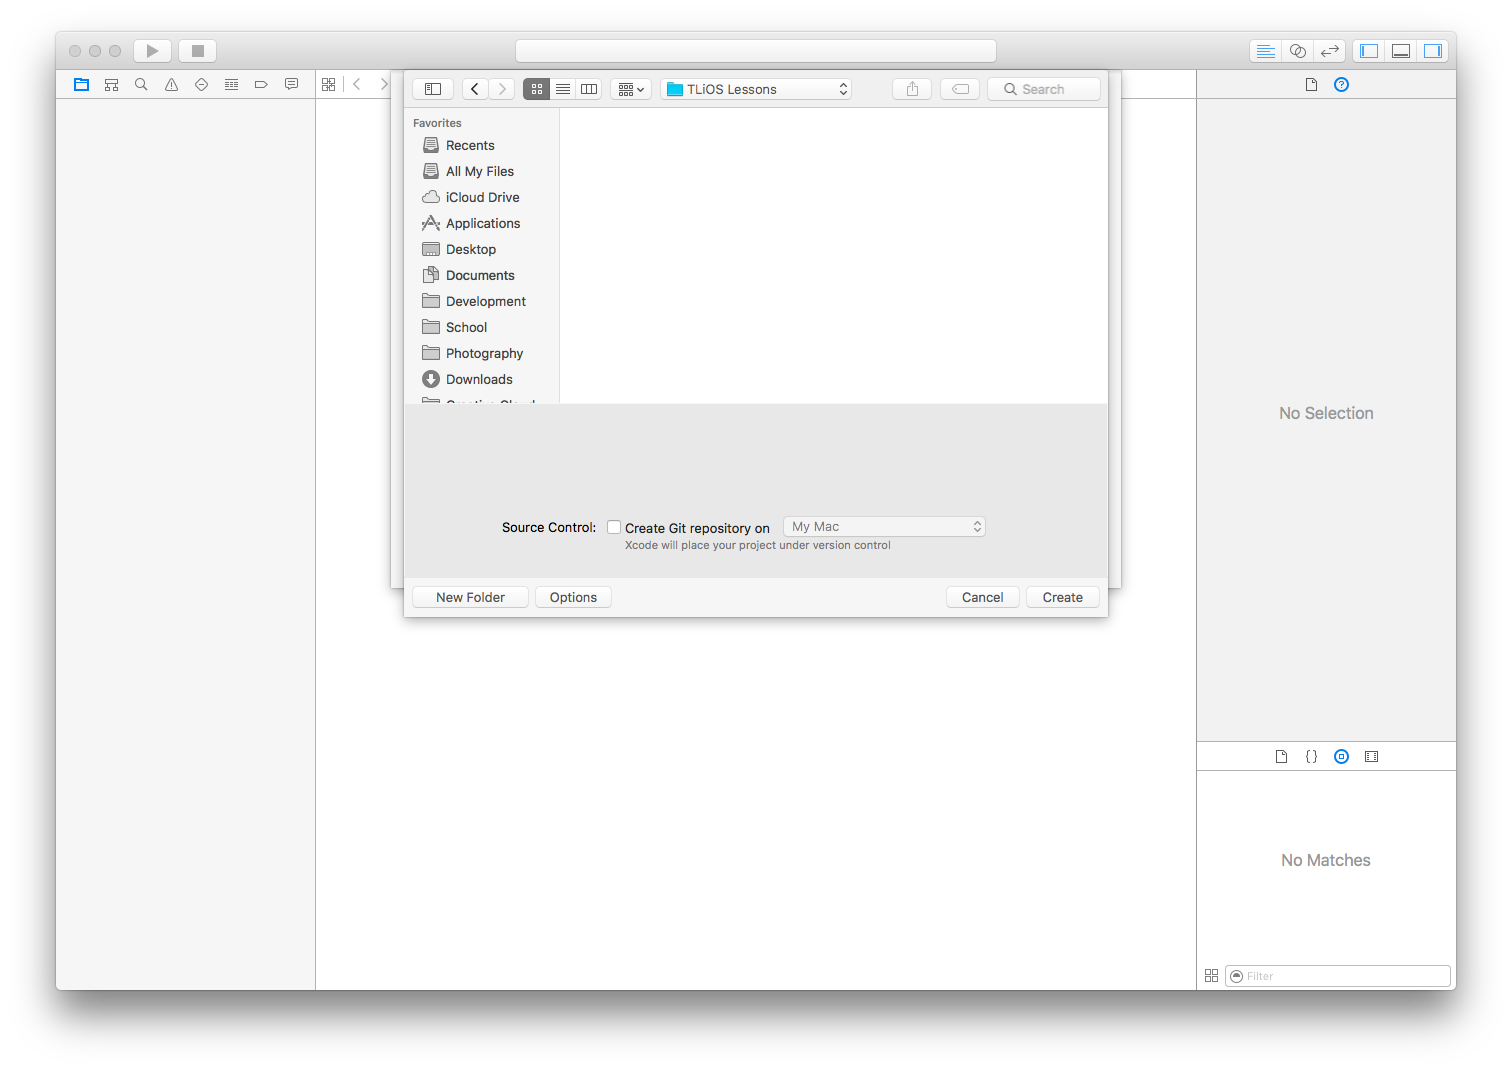 TLiOS Lessons
Search
Favorites
Recents
All My Files
iCloud Drive
Applications
Desktop
Documents
Development
School
Photography
Downloads
Creative Cloud
No Selection
Source Control: Create Git repository on My Mac
Xcode will place your project under version control
New Folder Options Cancel Create
No Matches
Filter